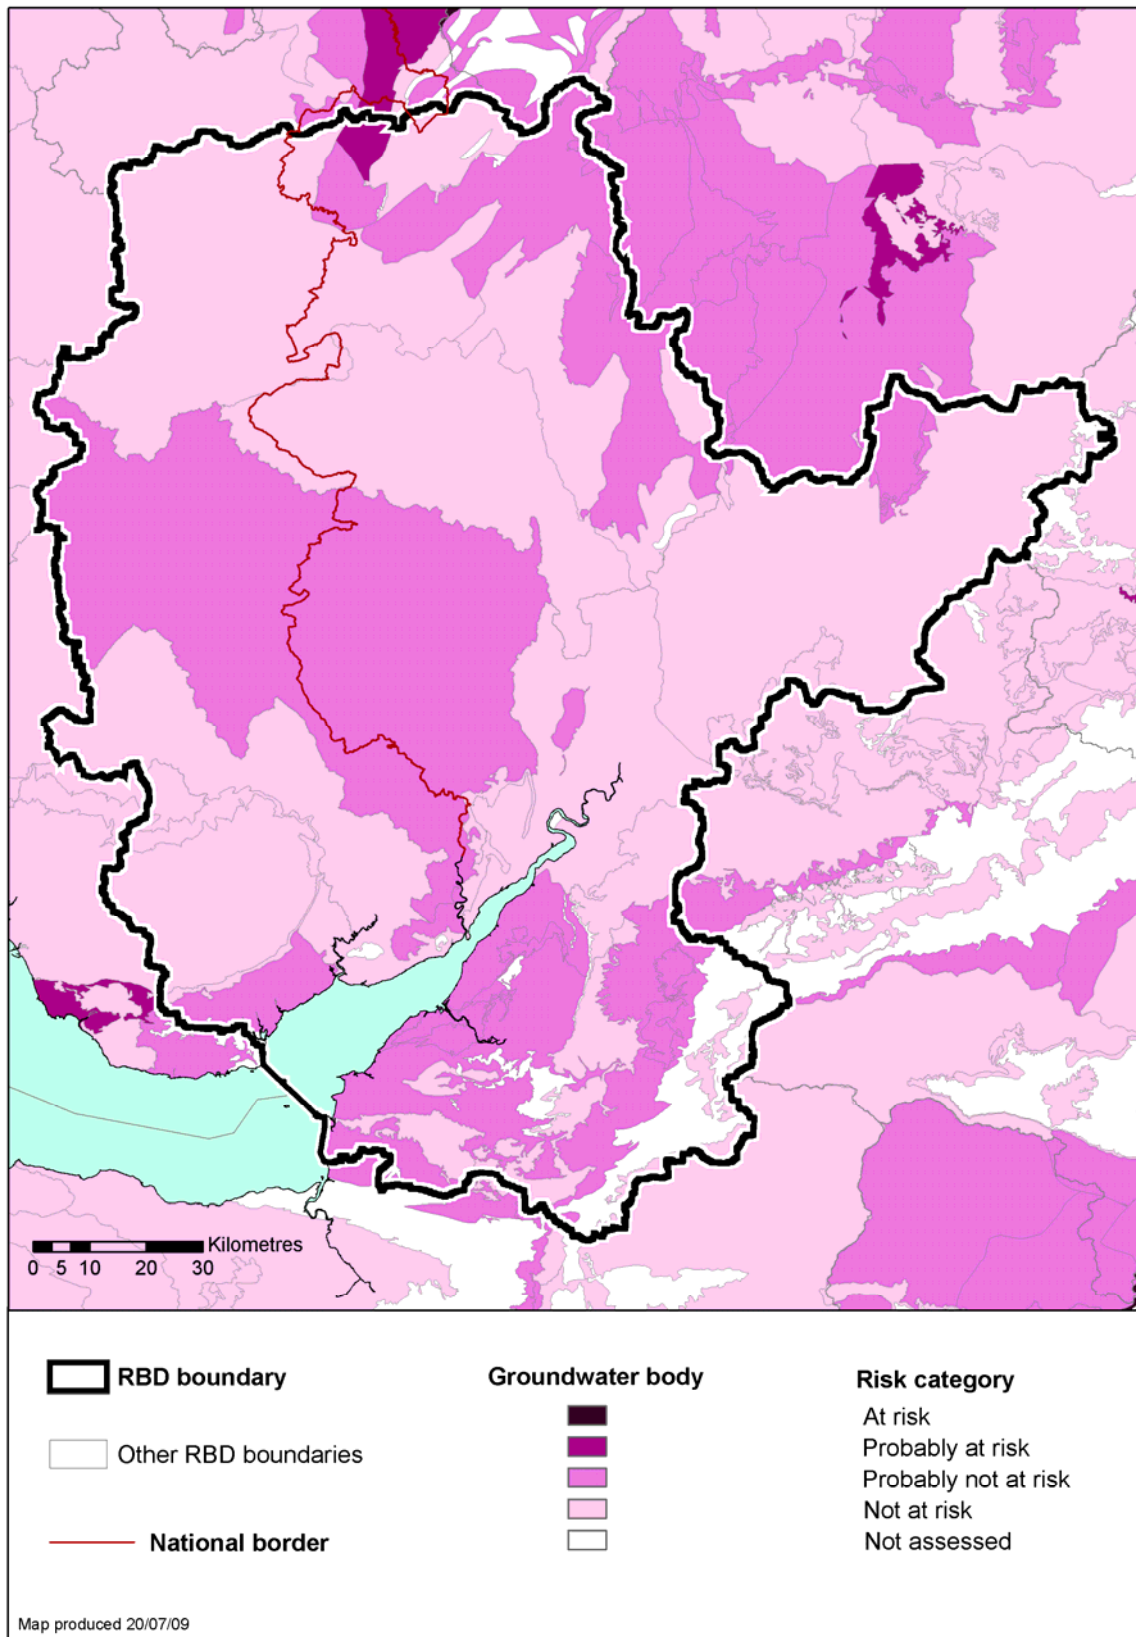 Kilometres
0 5 10 20 30
RBD boundary
Other RBD boundaries
National border
Groundwater body
Risk category
At risk
Probably at risk
Probably not at risk
Not at risk
Not assessed
Map produced 20/07/09